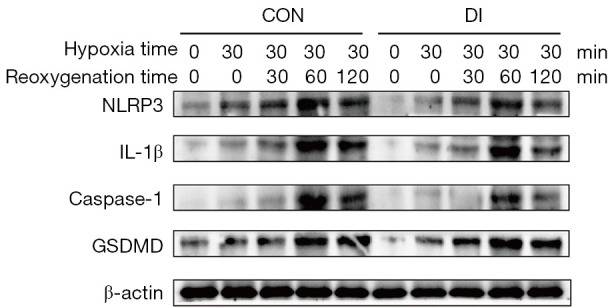 CON DI
Hypoxia time 0 30 30 30 30 0 30 30 30 30 min
Reoxygenation time 0 0 30 60 120 0 0 30 60 120 min
NLRP3
IL-1β
Caspase-1
GSDMD
β-actin